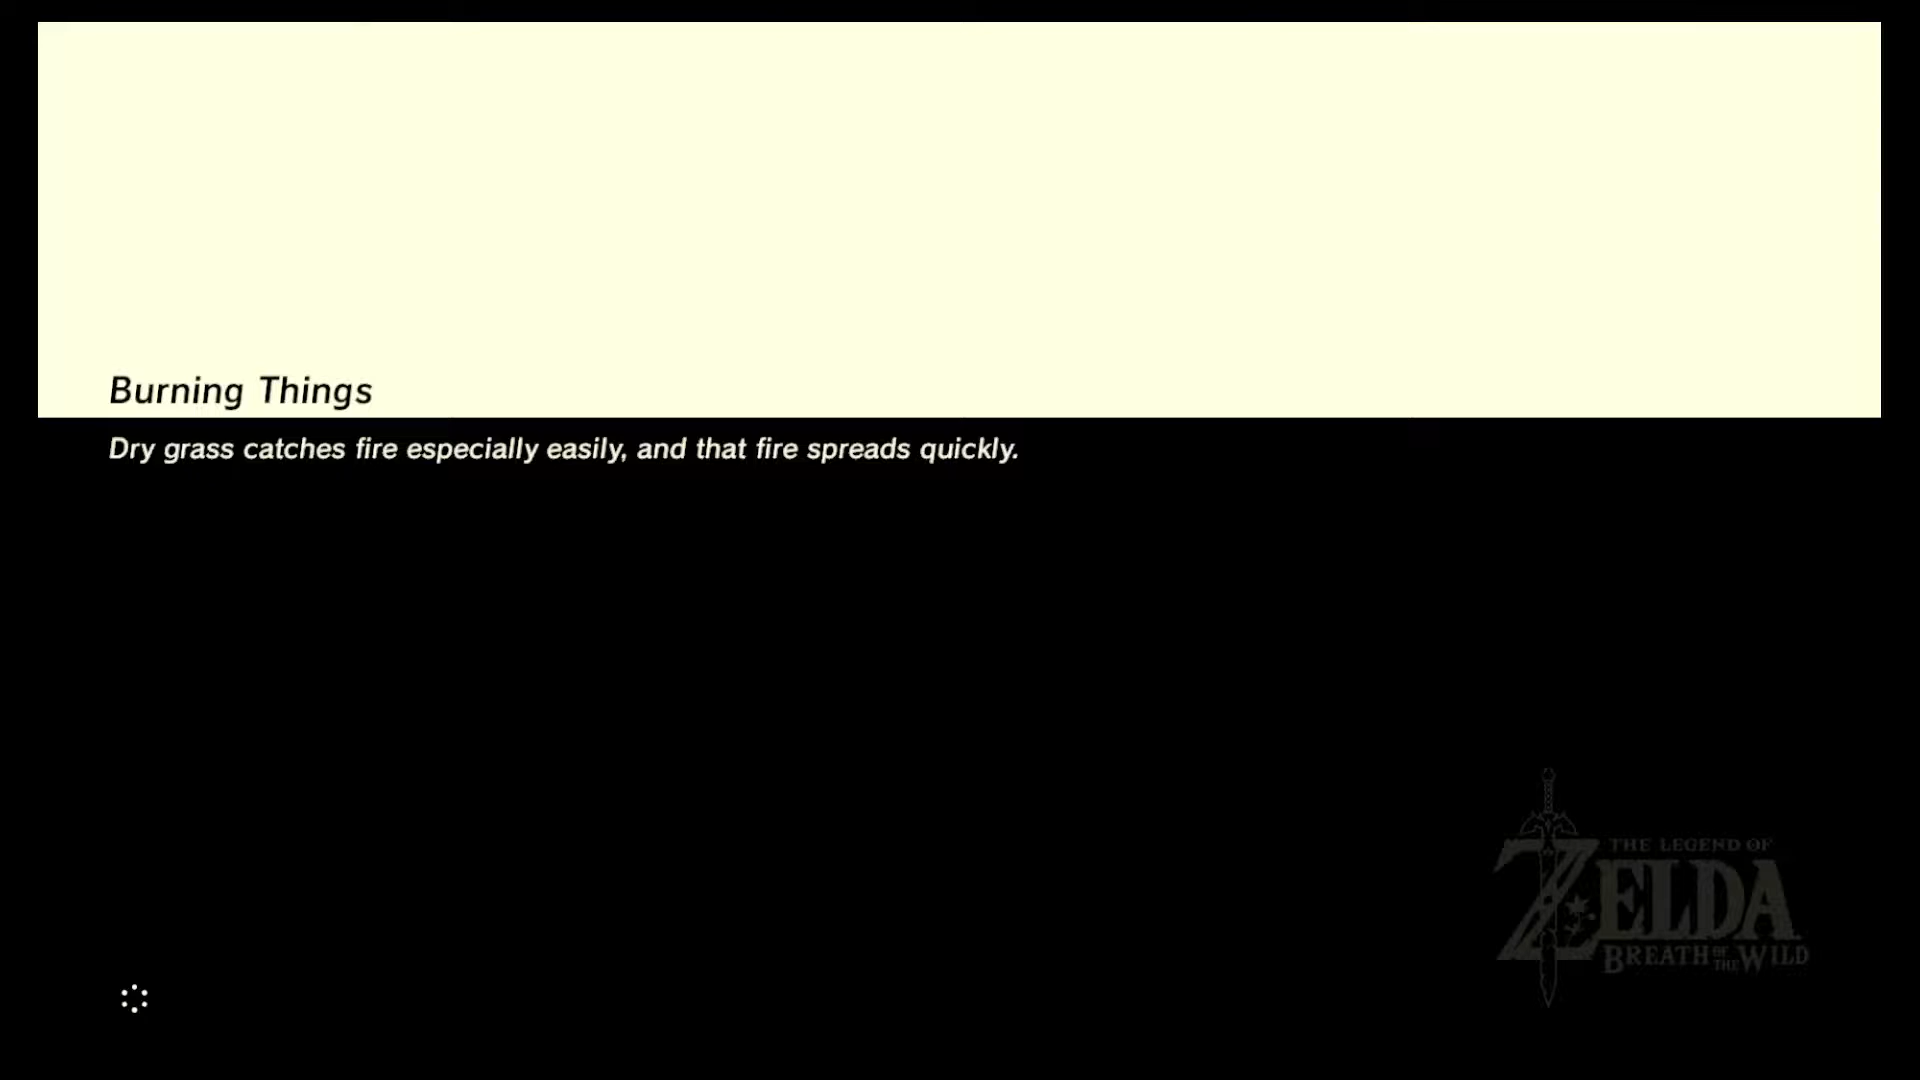 Burning Things
Dry grass catches fire especially easily, and that fire spreads quickly.
THE LEGEND OF
ZELDA
BREATH OF THE WILD